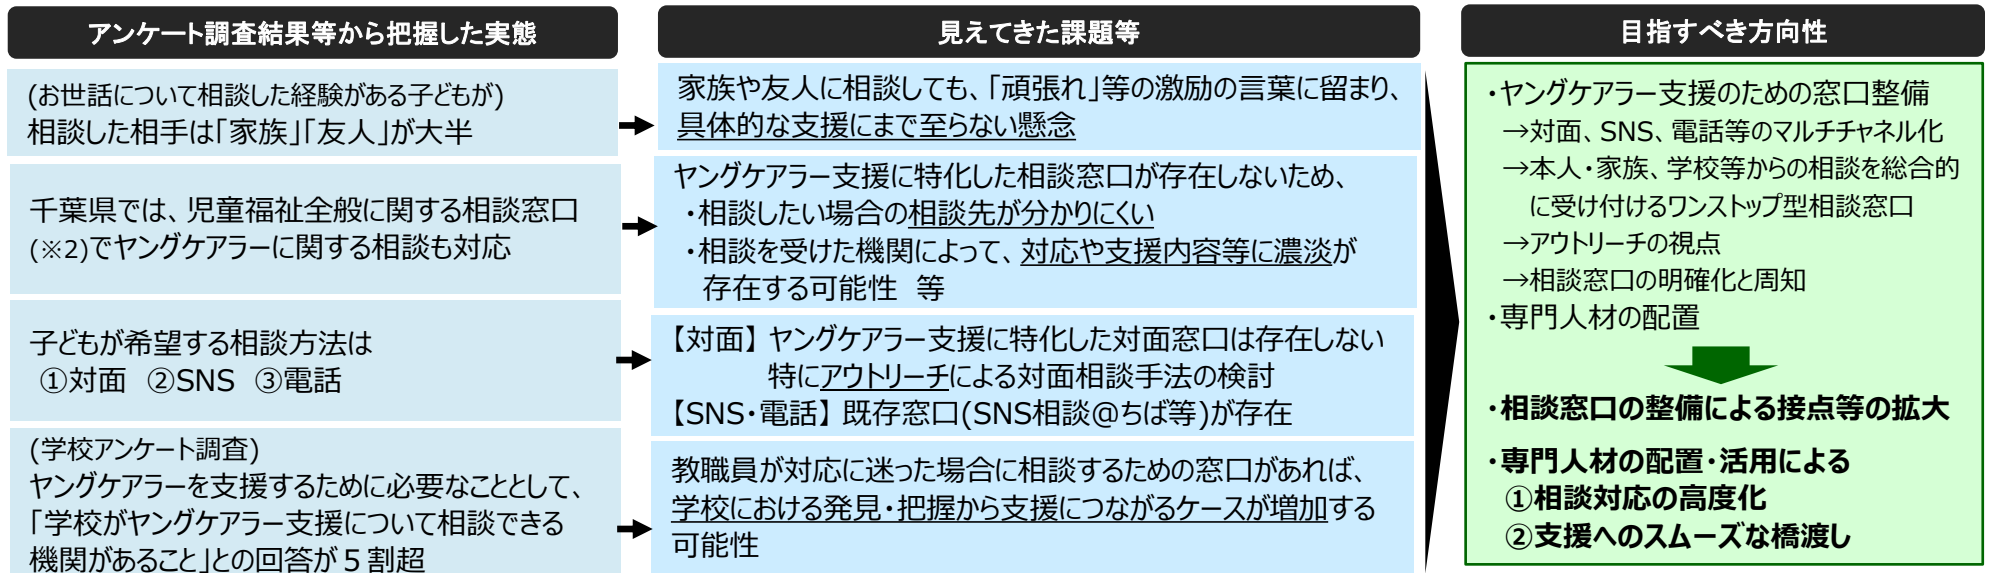 アンケート調査結果等から把握した実態
(お世話について相談した経験がある子どもが)
相談した相手は「家族」「友人」が大半
千葉県では、児童福祉全般に関する相談窓口
(※2)でヤングケアラーに関する相談も対応
子どもが希望する相談方法は
①対面 ②SNS ③電話
(学校アンケート調査)
ヤングケアラーを支援するために必要なこととして、
「学校がヤングケアラー支援について相談できる
機関があること」との回答が5割超
見えてきた課題等
家族や友人に相談しても、「頑張れ」等の激励の言葉に留まり、
具体的な支援にまで至らない懸念
ヤングケアラー支援に特化した相談窓口が存在しないため、
・相談したい場合の相談先が分かりにくい
・相談を受けた機関によって、対応や支援内容等に濃淡が
存在する可能性 等
【対面】ヤングケアラー支援に特化した対面窓口は存在しない
特にアウトリーチによる対面相談手法の検討
【SNS・電話】既存窓口(SNS相談@ちば等)が存在
教職員が対応に迷った場合に相談するための窓口があれば、
学校における発見・把握から支援につながるケースが増加する
可能性
目指すべき方向性
・ヤングケアラー支援のための窓口整備
→対面、SNS、電話等のマルチチャネル化
→本人・家族、学校等からの相談を総合的
に受け付けるワンストップ型相談窓口
→アウトリーチの視点
→相談窓口の明確化と周知
・専門人材の配置
・相談窓口の整備による接点等の拡大
・専門人材の配置・活用による
①相談対応の高度化
②支援へのスムーズな橋渡し